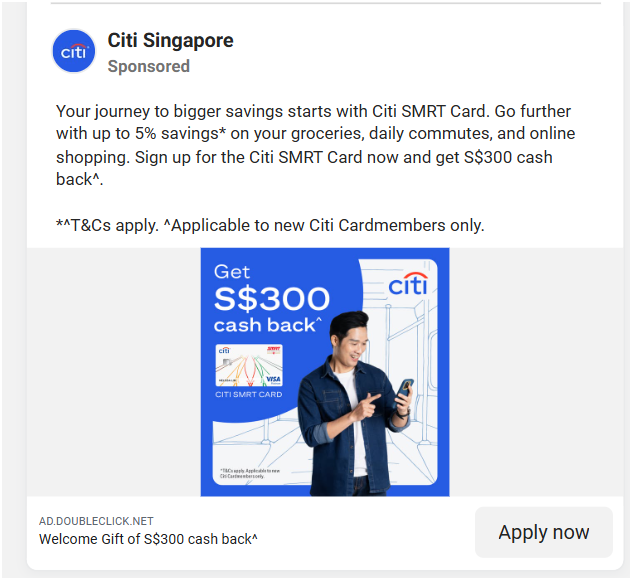 citi
Citi Singapore
Sponsored
Your journey to bigger savings starts with Citi SMRT Card. Go further
with up to 5% savings* on your groceries, daily commutes, and online
shopping. Sign up for the Citi SMRT Card now and get S$300 cash
back^.
*^T&Cs apply. ^Applicable to new Citi Cardmembers only.
Get
S$300
cash back^
citi
citi
SMRT
VISA
CITI SMRT CARD
*T&Cs apply. Applicable to new
Citi Cardmembers only.
AD.DOUBLECLICK.NET
Welcome Gift of S$300 cash back^
Apply now